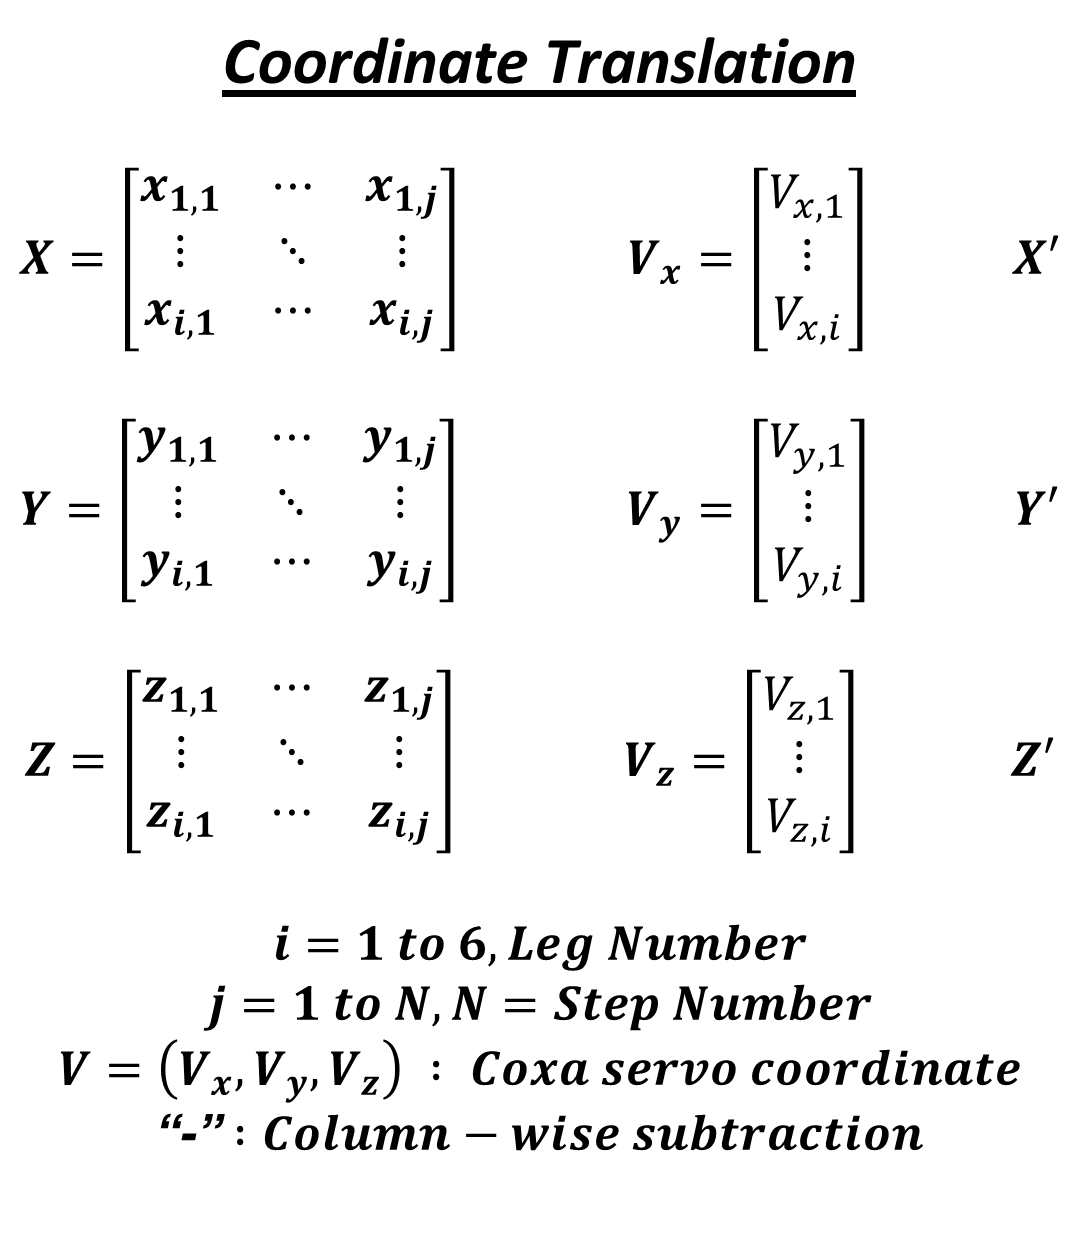 Coordinate Translation
X = [x1,1 ⋯ x1,j ⋮ ⋱ ⋮ xi,1 ⋯ xi,j] Vx = [Vx,1 ⋮ Vx,i] X′
Y = [y1,1 ⋯ y1,j ⋮ ⋱ ⋮ yi,1 ⋯ yi,j] Vy = [Vy,1 ⋮ Vy,i] Y′
Z = [z1,1 ⋯ z1,j ⋮ ⋱ ⋮ zi,1 ⋯ zi,j] Vz = [Vz,1 ⋮ Vz,i] Z′
i = 1 to 6, Leg Number
j = 1 to N, N = Step Number
V = (Vx, Vy, Vz) : Coxa servo coordinate
“-” : Column − wise subtraction